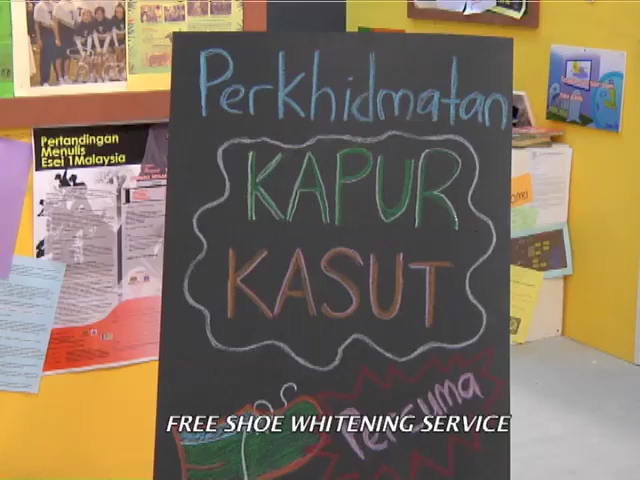 Pertandingan
Menulis
Esei 1Malaysia
Perkhidmatan
KAPUR
KASUT
Percuma
FREE SHOE WHITENING SERVICE